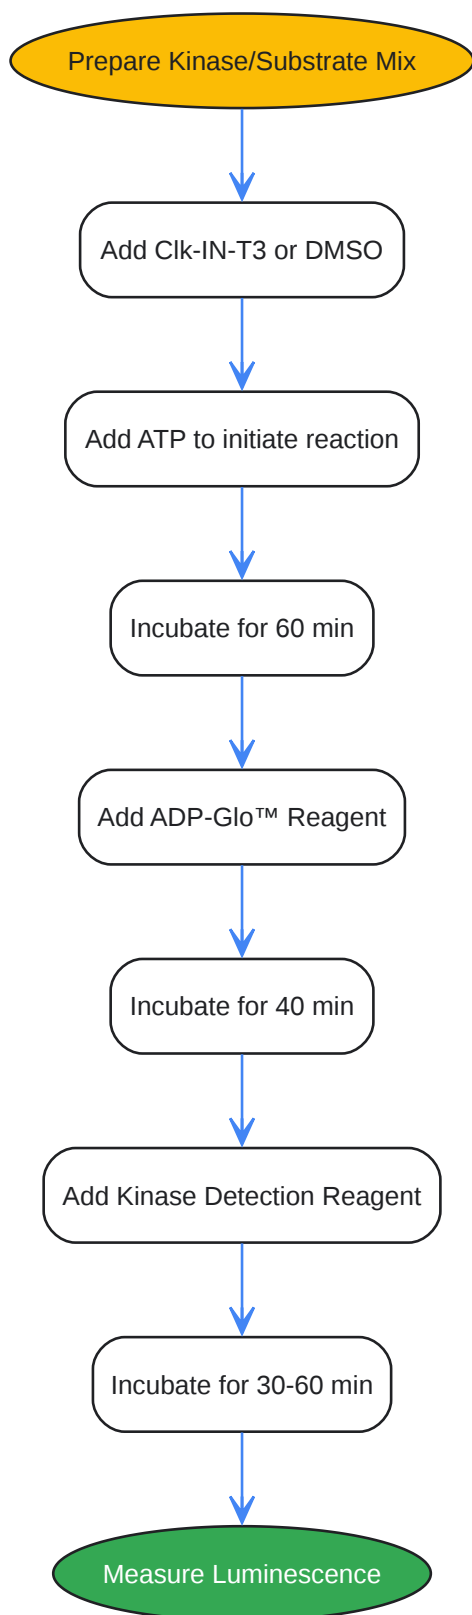 Prepare Kinase/Substrate Mix
Add Clk-IN-T3 or DMSO
Add ATP to initiate reaction
Incubate for 60 min
Add ADP-Glo™ Reagent
Incubate for 40 min
Add Kinase Detection Reagent
Incubate for 30-60 min
Measure Luminescence